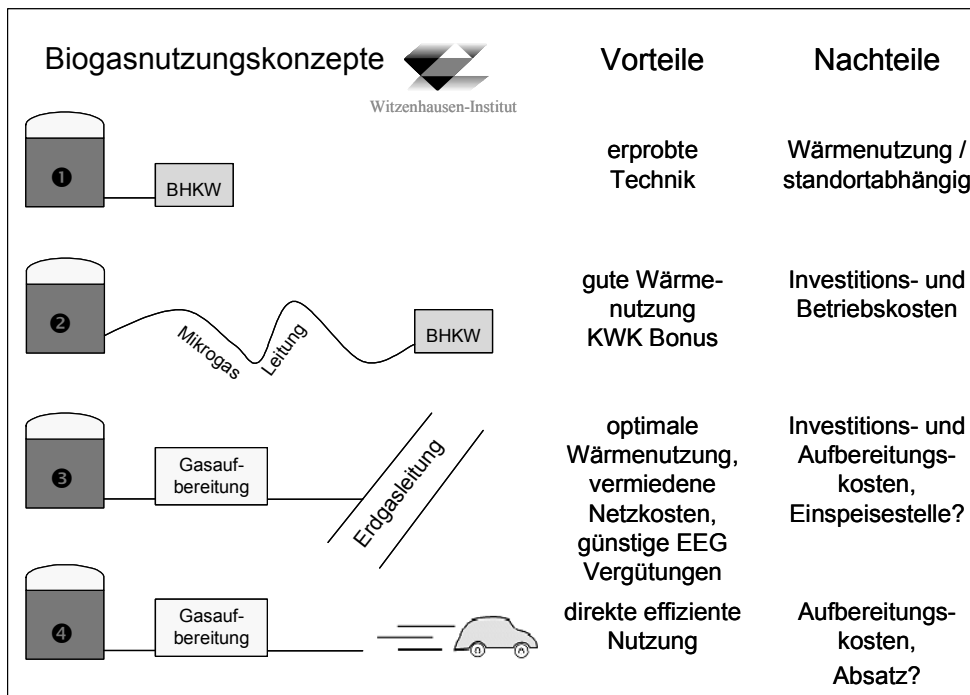 Biogasnutzungskonzepte
Witzenhausen-Institut
Vorteile
Nachteile
❶
BHKW
erprobte
Technik
Wärmenutzung /
standortabhängig
❷
Mikrogas
Leitung
BHKW
gute Wärme-
nutzung
KWK Bonus
Investitions- und
Betriebskosten
❸
Gasauf-
bereitung
Erdgasleitung
optimale
Wärmenutzung,
vermiedene
Netzkosten,
günstige EEG
Vergütungen
Investitions- und
Aufbereitungs-
kosten,
Einspeisestelle?
❹
Gasauf-
bereitung
direkte effiziente
Nutzung
Aufbereitungs-
kosten,
Absatz?